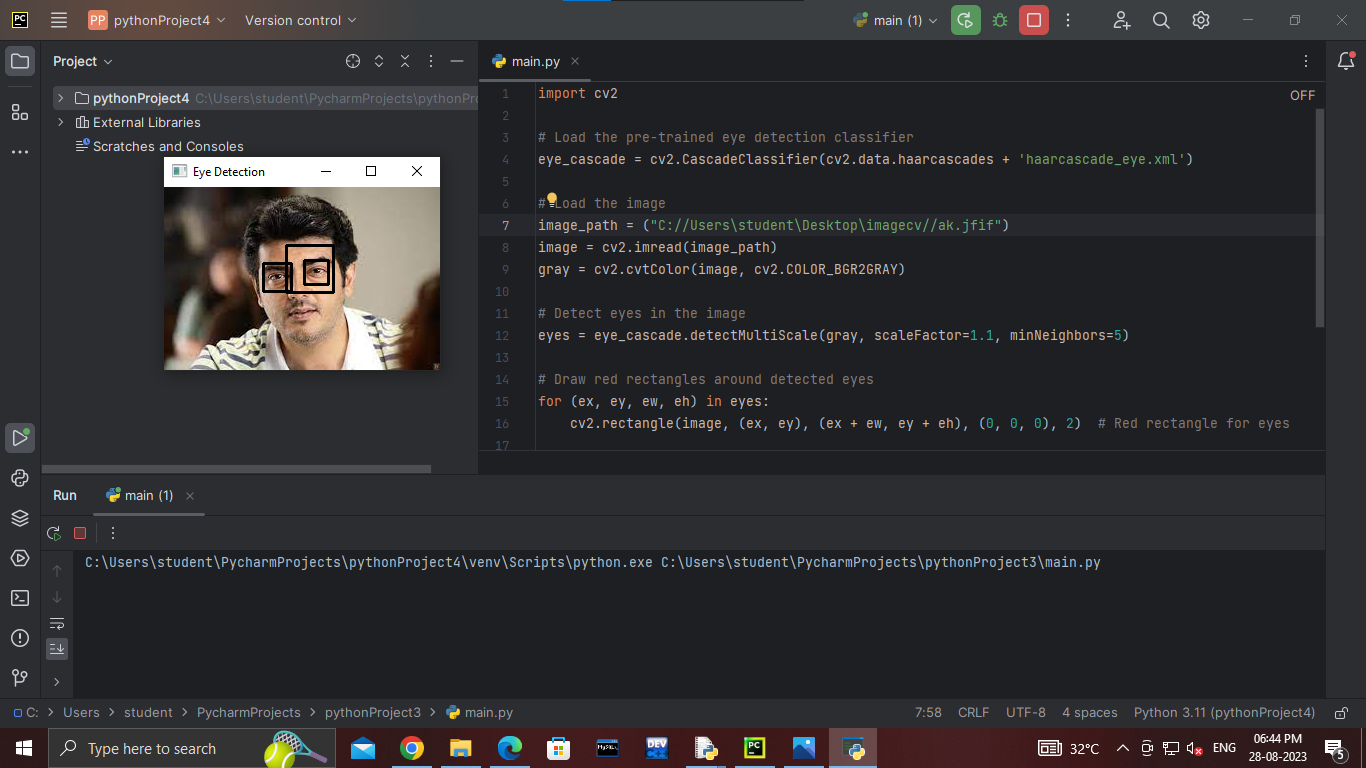 PC
PP pythonProject4 Version control main (1)
Project
main.py
pythonProject4 C:\Users\student\PycharmProjects\pythonPr
External Libraries
Scratches and Consoles
Eye Detection
OFF
1 import cv2
2
3 # Load the pre-trained eye detection classifier
4 eye_cascade = cv2.CascadeClassifier(cv2.data.haarcascades + 'haarcascade_eye.xml')
5
6 # Load the image
7 image_path = ("C://Users\student\Desktop\imagecv//ak.jfif")
8 image = cv2.imread(image_path)
9 gray = cv2.cvtColor(image, cv2.COLOR_BGR2GRAY)
10
11 # Detect eyes in the image
12 eyes = eye_cascade.detectMultiScale(gray, scaleFactor=1.1, minNeighbors=5)
13
14 # Draw red rectangles around detected eyes
15 for (ex, ey, ew, eh) in eyes:
16 cv2.rectangle(image, (ex, ey), (ex + ew, ey + eh), (0, 0, 0), 2) # Red rectangle for eyes
17
Run main (1)
C:\Users\student\PycharmProjects\pythonProject4\venv\Scripts\python.exe C:\Users\student\PycharmProjects\pythonProject3\main.py
C: > Users > student > PycharmProjects > pythonProject3 > main.py
7:58 CRLF UTF-8 4 spaces Python 3.11 (pythonProject4)
Type here to search
MySQL
DEV
PC
32°C
ENG
06:44 PM
28-08-2023
5